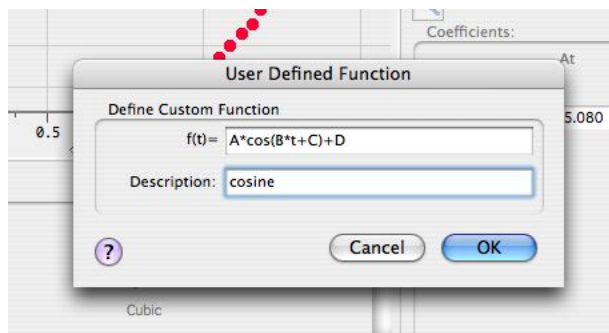 Coefficients:
User Defined Function
At
Define Custom Function
f(t)= A*cos(B*t+C)+D
5.080
0.5
Description: cosine
? Cancel OK
Cubic